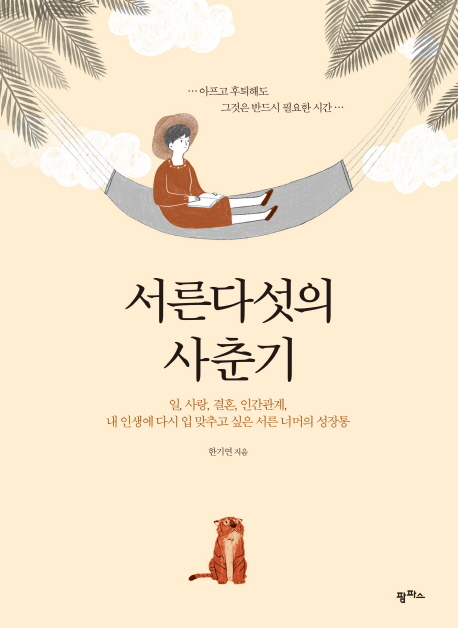 … 아프고 후퇴해도
그것은 반드시 필요한 시간 …
서른다섯의
사춘기
일, 사랑, 결혼, 인간관계,
내 인생에 다시 입 맞추고 싶은 서른 너머의 성장통
한기연 지음
팜파스